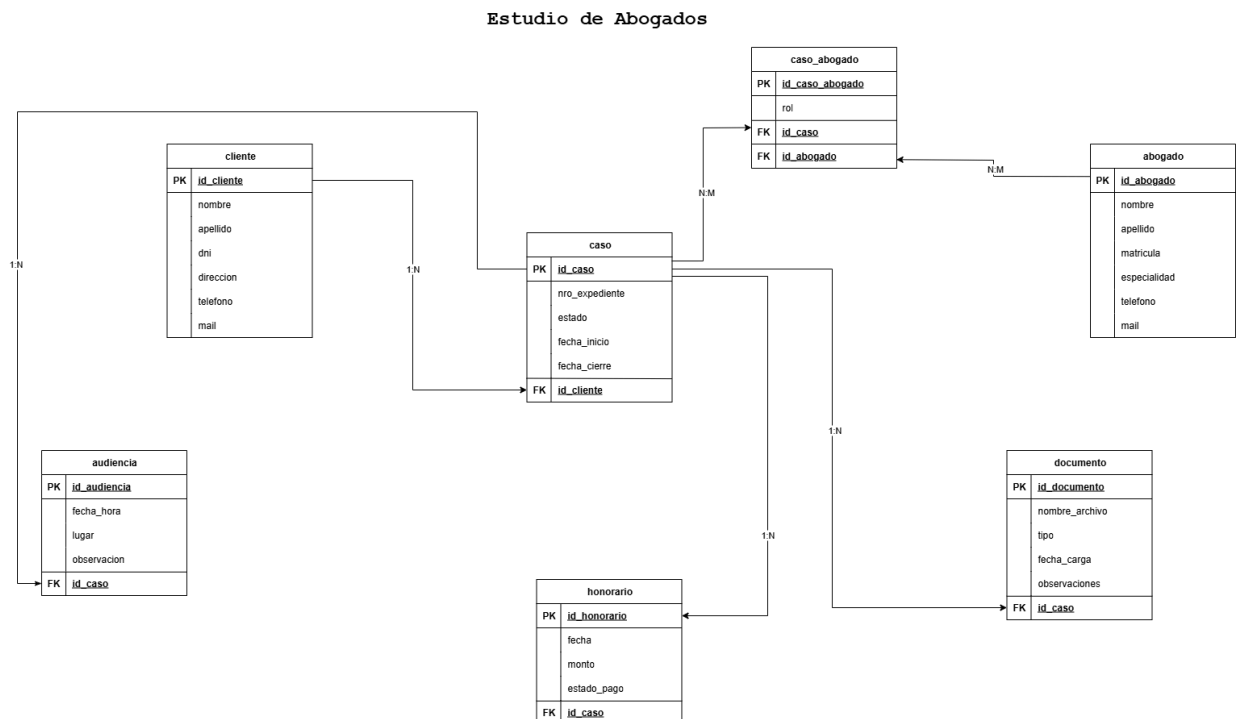 Estudio de Abogados
caso_abogado
PK id_caso_abogado
rol
FK id_caso
FK id_abogado
cliente
PK id_cliente
nombre
apellido
dni
direccion
telefono
mail
abogado
PK id_abogado
nombre
apellido
matricula
especialidad
telefono
mail
N:M
N:M
caso
PK id_caso
nro_expediente
estado
fecha_inicio
fecha_cierre
FK id_cliente
1:N
1:N
1:N
1:N
audiencia
PK id_audiencia
fecha_hora
lugar
observacion
FK id_caso
documento
PK id_documento
nombre_archivo
tipo
fecha_carga
observaciones
FK id_caso
honorario
PK id_honorario
fecha
monto
estado_pago
FK id_caso